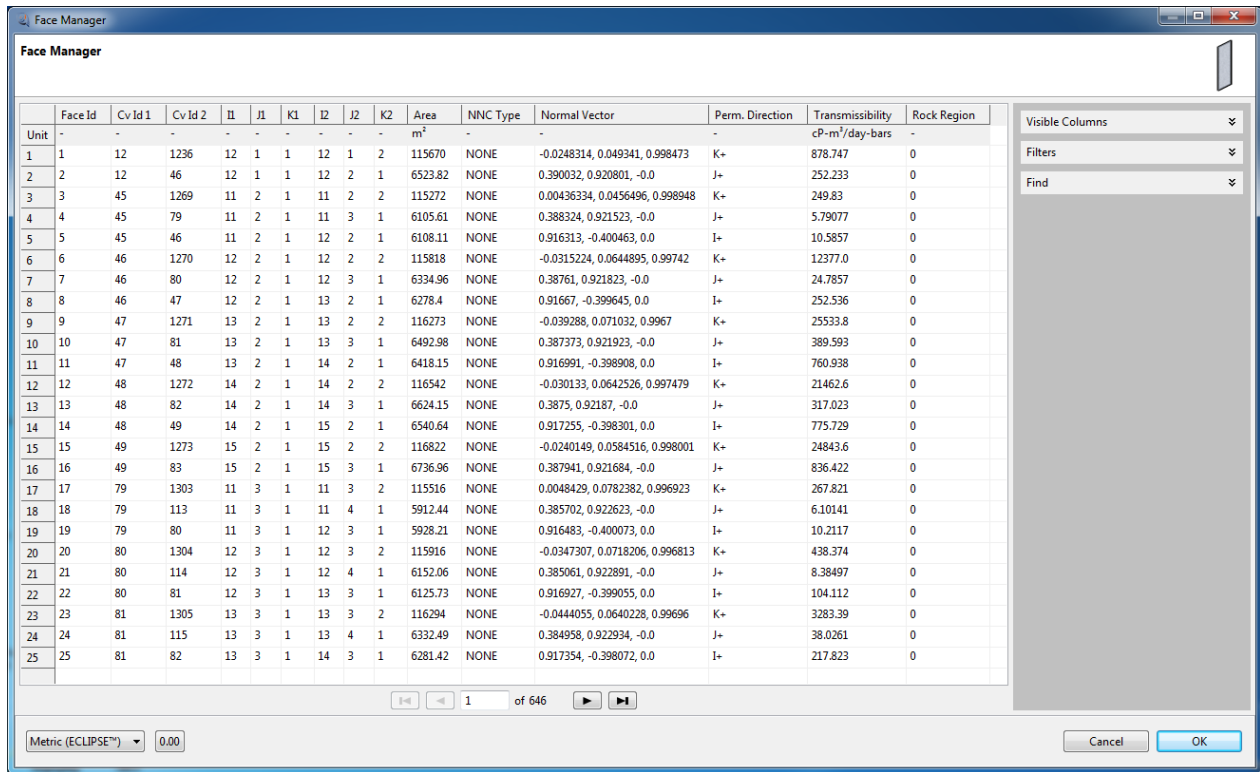 Face Manager
Face Manager
Face Id Cv Id 1 Cv Id 2 I1 J1 K1 I2 J2 K2 Area NNC Type Normal Vector Perm. Direction Transmissibility Rock Region
Unit - - - - - - - - - m² - - - cP-m³/day-bars -
1 1 12 1236 12 1 1 12 1 2 115670 NONE -0.0248314, 0.049341, 0.998473 K+ 878.747 0
2 2 12 46 12 1 1 12 2 1 6523.82 NONE 0.390032, 0.920801, -0.0 J+ 252.233 0
3 3 45 1269 11 2 1 11 2 2 115272 NONE 0.00436334, 0.0456496, 0.998948 K+ 249.83 0
4 4 45 79 11 2 1 11 3 1 6105.61 NONE 0.388324, 0.921523, -0.0 J+ 5.79077 0
5 5 45 46 11 2 1 12 2 1 6108.11 NONE 0.916313, -0.400463, 0.0 I+ 10.5857 0
6 6 46 1270 12 2 1 12 2 2 115818 NONE -0.0315224, 0.0644895, 0.99742 K+ 12377.0 0
7 7 46 80 12 2 1 12 3 1 6334.96 NONE 0.38761, 0.921823, -0.0 J+ 24.7857 0
8 8 46 47 12 2 1 13 2 1 6278.4 NONE 0.91667, -0.399645, 0.0 I+ 252.536 0
9 9 47 1271 13 2 1 13 2 2 116273 NONE -0.039288, 0.071032, 0.9967 K+ 25533.8 0
10 10 47 81 13 2 1 13 3 1 6492.98 NONE 0.387373, 0.921923, -0.0 J+ 389.593 0
11 11 47 48 13 2 1 14 2 1 6418.15 NONE 0.916991, -0.398908, 0.0 I+ 760.938 0
12 12 48 1272 14 2 1 14 2 2 116542 NONE -0.030133, 0.0642526, 0.997479 K+ 21462.6 0
13 13 48 82 14 2 1 14 3 1 6624.15 NONE 0.3875, 0.92187, -0.0 J+ 317.023 0
14 14 48 49 14 2 1 15 2 1 6540.64 NONE 0.917255, -0.398301, 0.0 I+ 775.729 0
15 15 49 1273 15 2 1 15 2 2 116822 NONE -0.0240149, 0.0584516, 0.998001 K+ 24843.6 0
16 16 49 83 15 2 1 15 3 1 6736.96 NONE 0.387941, 0.921684, -0.0 J+ 836.422 0
17 17 79 1303 11 3 1 11 3 2 115516 NONE 0.0048429, 0.0782382, 0.996923 K+ 267.821 0
18 18 79 113 11 3 1 11 4 1 5912.44 NONE 0.385702, 0.922623, -0.0 J+ 6.10141 0
19 19 79 80 11 3 1 12 3 1 5928.21 NONE 0.916483, -0.400073, 0.0 I+ 10.2117 0
20 20 80 1304 12 3 1 12 3 2 115916 NONE -0.0347307, 0.0718206, 0.996813 K+ 438.374 0
21 21 80 114 12 3 1 12 4 1 6152.06 NONE 0.385061, 0.922891, -0.0 J+ 8.38497 0
22 22 80 81 12 3 1 13 3 1 6125.73 NONE 0.916927, -0.399055, 0.0 I+ 104.112 0
23 23 81 1305 13 3 1 13 3 2 116294 NONE -0.0444055, 0.0640228, 0.99696 K+ 3283.39 0
24 24 81 115 13 3 1 13 4 1 6332.49 NONE 0.384958, 0.922934, -0.0 J+ 38.0261 0
25 25 81 82 13 3 1 14 3 1 6281.42 NONE 0.917354, -0.398072, 0.0 I+ 217.823 0
Visible Columns
Filters
Find
1 of 646
Metric (ECLIPSE™) 0.00 Cancel OK